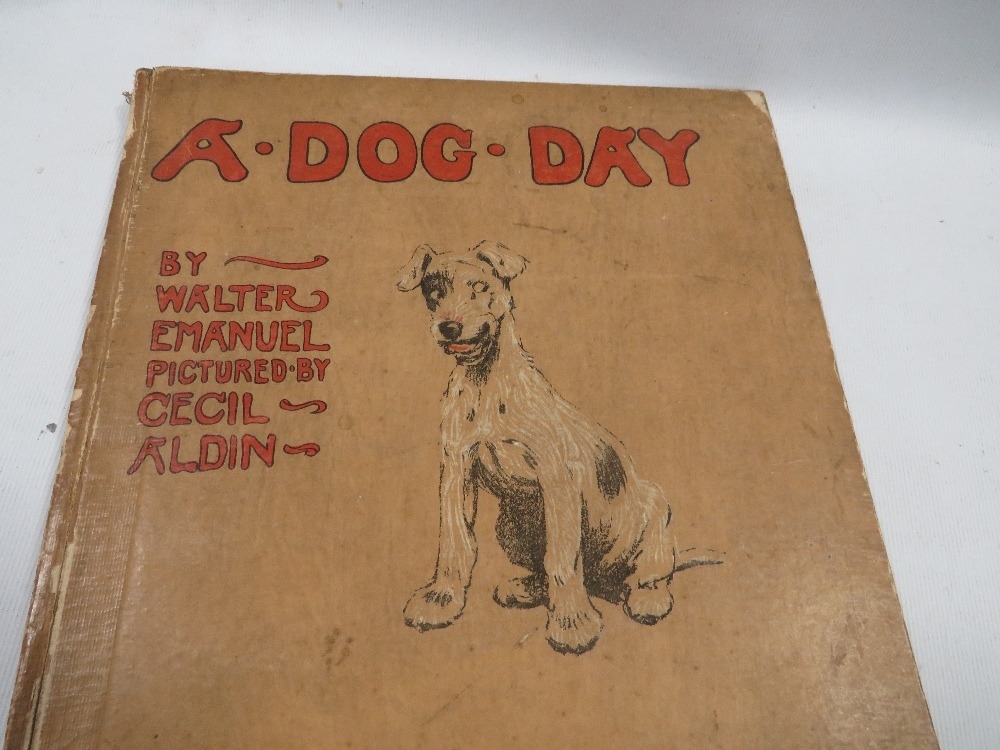 A · DOG · DAY
BY
WALTER
EMANUEL
PICTURED · BY
CECIL
ALDIN